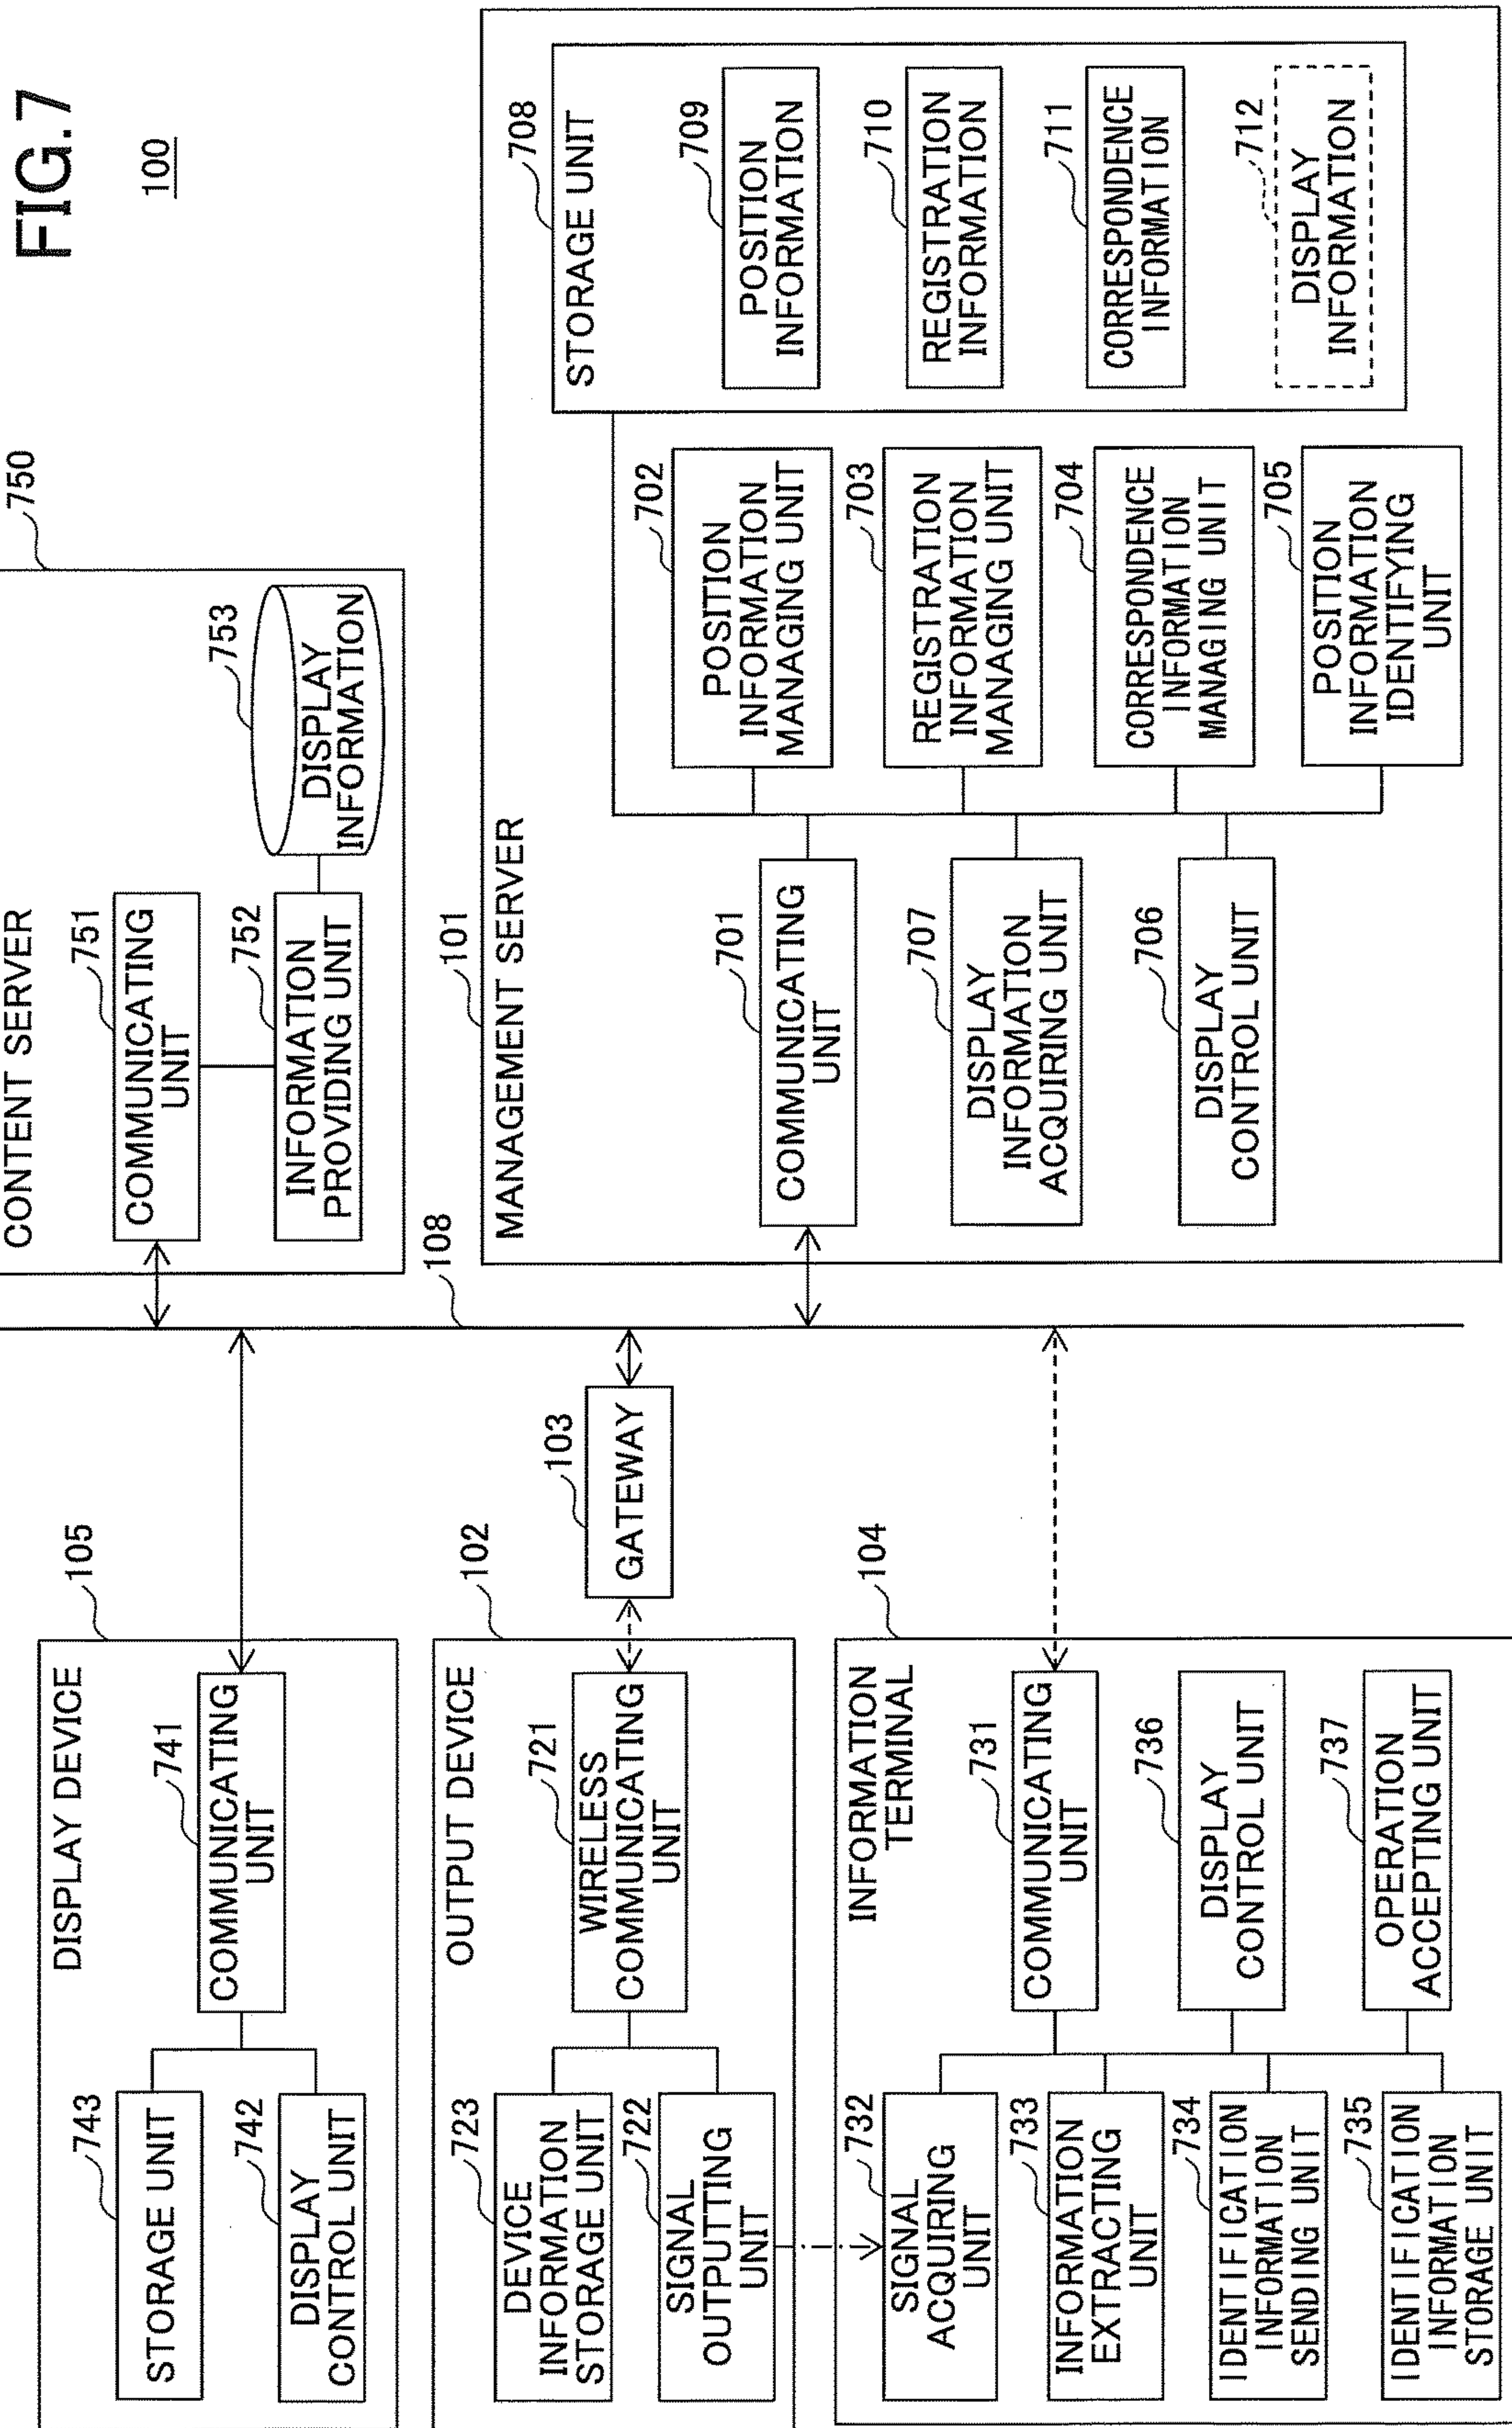 FIG.7
100
DISPLAY DEVICE
105
743
STORAGE UNIT
742
DISPLAY
CONTROL UNIT
741
COMMUNICATING
UNIT
CONTENT SERVER
750
751
COMMUNICATING
UNIT
752
INFORMATION
PROVIDING UNIT
753
DISPLAY
INFORMATION
OUTPUT DEVICE
102
723
DEVICE
INFORMATION
STORAGE UNIT
722
SIGNAL
OUTPUTTING
UNIT
721
WIRELESS
COMMUNICATING
UNIT
103
GATEWAY
108
INFORMATION
TERMINAL
104
732
SIGNAL
ACQUIRING
UNIT
733
INFORMATION
EXTRACTING
UNIT
734
IDENTIFICATION
INFORMATION
SENDING UNIT
735
IDENTIFICATION
INFORMATION
STORAGE UNIT
731
COMMUNICATING
UNIT
736
DISPLAY
CONTROL UNIT
737
OPERATION
ACCEPTING UNIT
MANAGEMENT SERVER
101
701
COMMUNICATING
UNIT
707
DISPLAY
INFORMATION
ACQUIRING UNIT
706
DISPLAY
CONTROL UNIT
702
POSITION
INFORMATION
MANAGING UNIT
703
REGISTRATION
INFORMATION
MANAGING UNIT
704
CORRESPONDENCE
INFORMATION
MANAGING UNIT
705
POSITION
INFORMATION
IDENTIFYING
UNIT
708
STORAGE UNIT
709
POSITION
INFORMATION
710
REGISTRATION
INFORMATION
711
CORRESPONDENCE
INFORMATION
712
DISPLAY
INFORMATION